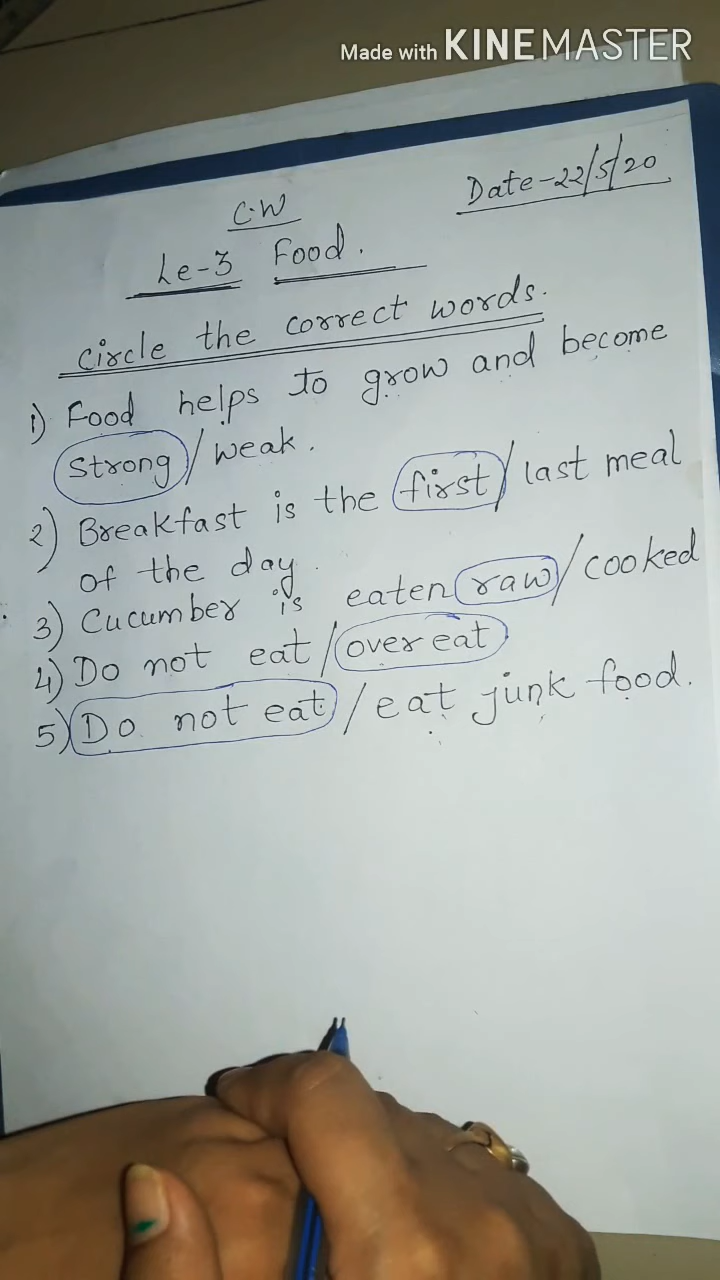 Made with KINEMASTER
C.W
Date-22/5/20
Le-3 Food.
Circle the correct words.
1) Food helps to grow and become
Strong/weak.
2) Breakfast is the first/last meal
of the day.
3) Cucumber is eaten raw/cooked
4) Do not eat/over eat
5) Do not eat/eat junk food.